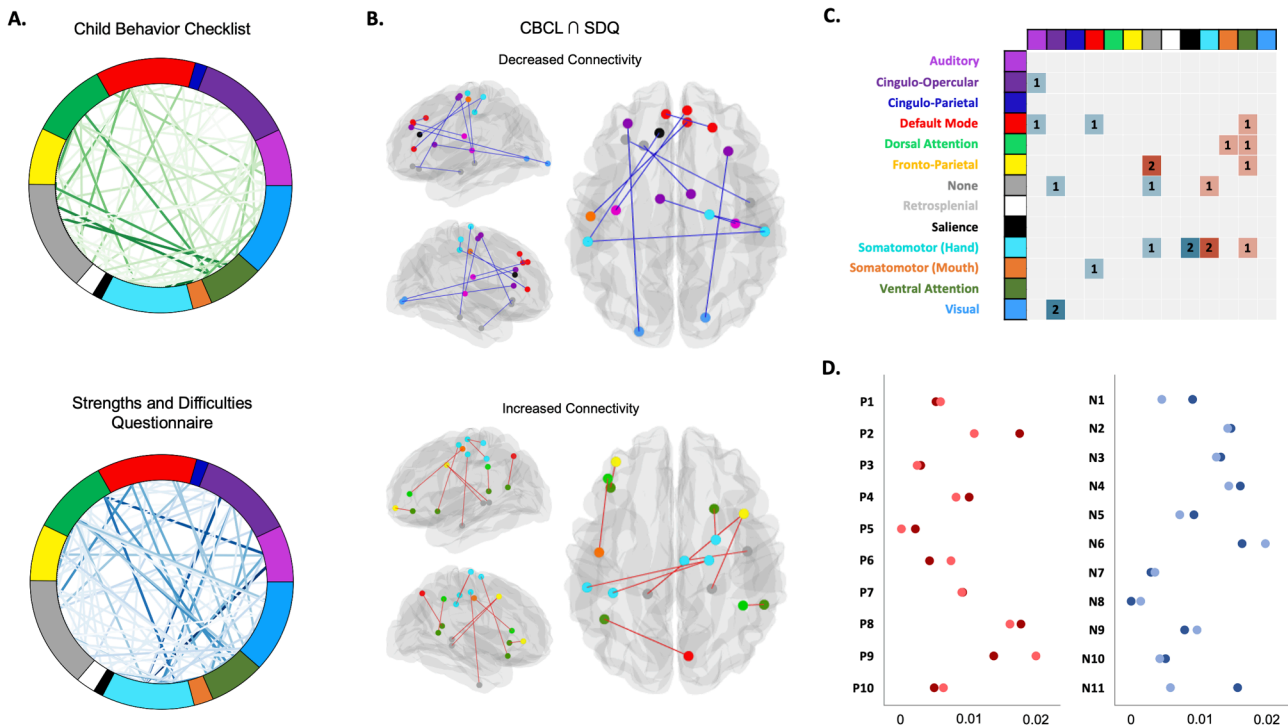 A.
Child Behavior Checklist
Strengths and Difficulties
Questionnaire
B.
CBCL ∩ SDQ
Decreased Connectivity
Increased Connectivity
C.
Auditory
Cingulo-Opercular 1
Cingulo-Parietal
Default Mode 1 1 1
Dorsal Attention 1 1
Fronto-Parietal 2 1
None 1 1 1
Retrosplenial
Salience
Somatomotor (Hand) 1 2 2 1
Somatomotor (Mouth) 1
Ventral Attention
Visual 2
D.
P1
P2
P3
P4
P5
P6
P7
P8
P9
P10
0 0.01 0.02
N1
N2
N3
N4
N5
N6
N7
N8
N9
N10
N11
0 0.01 0.02